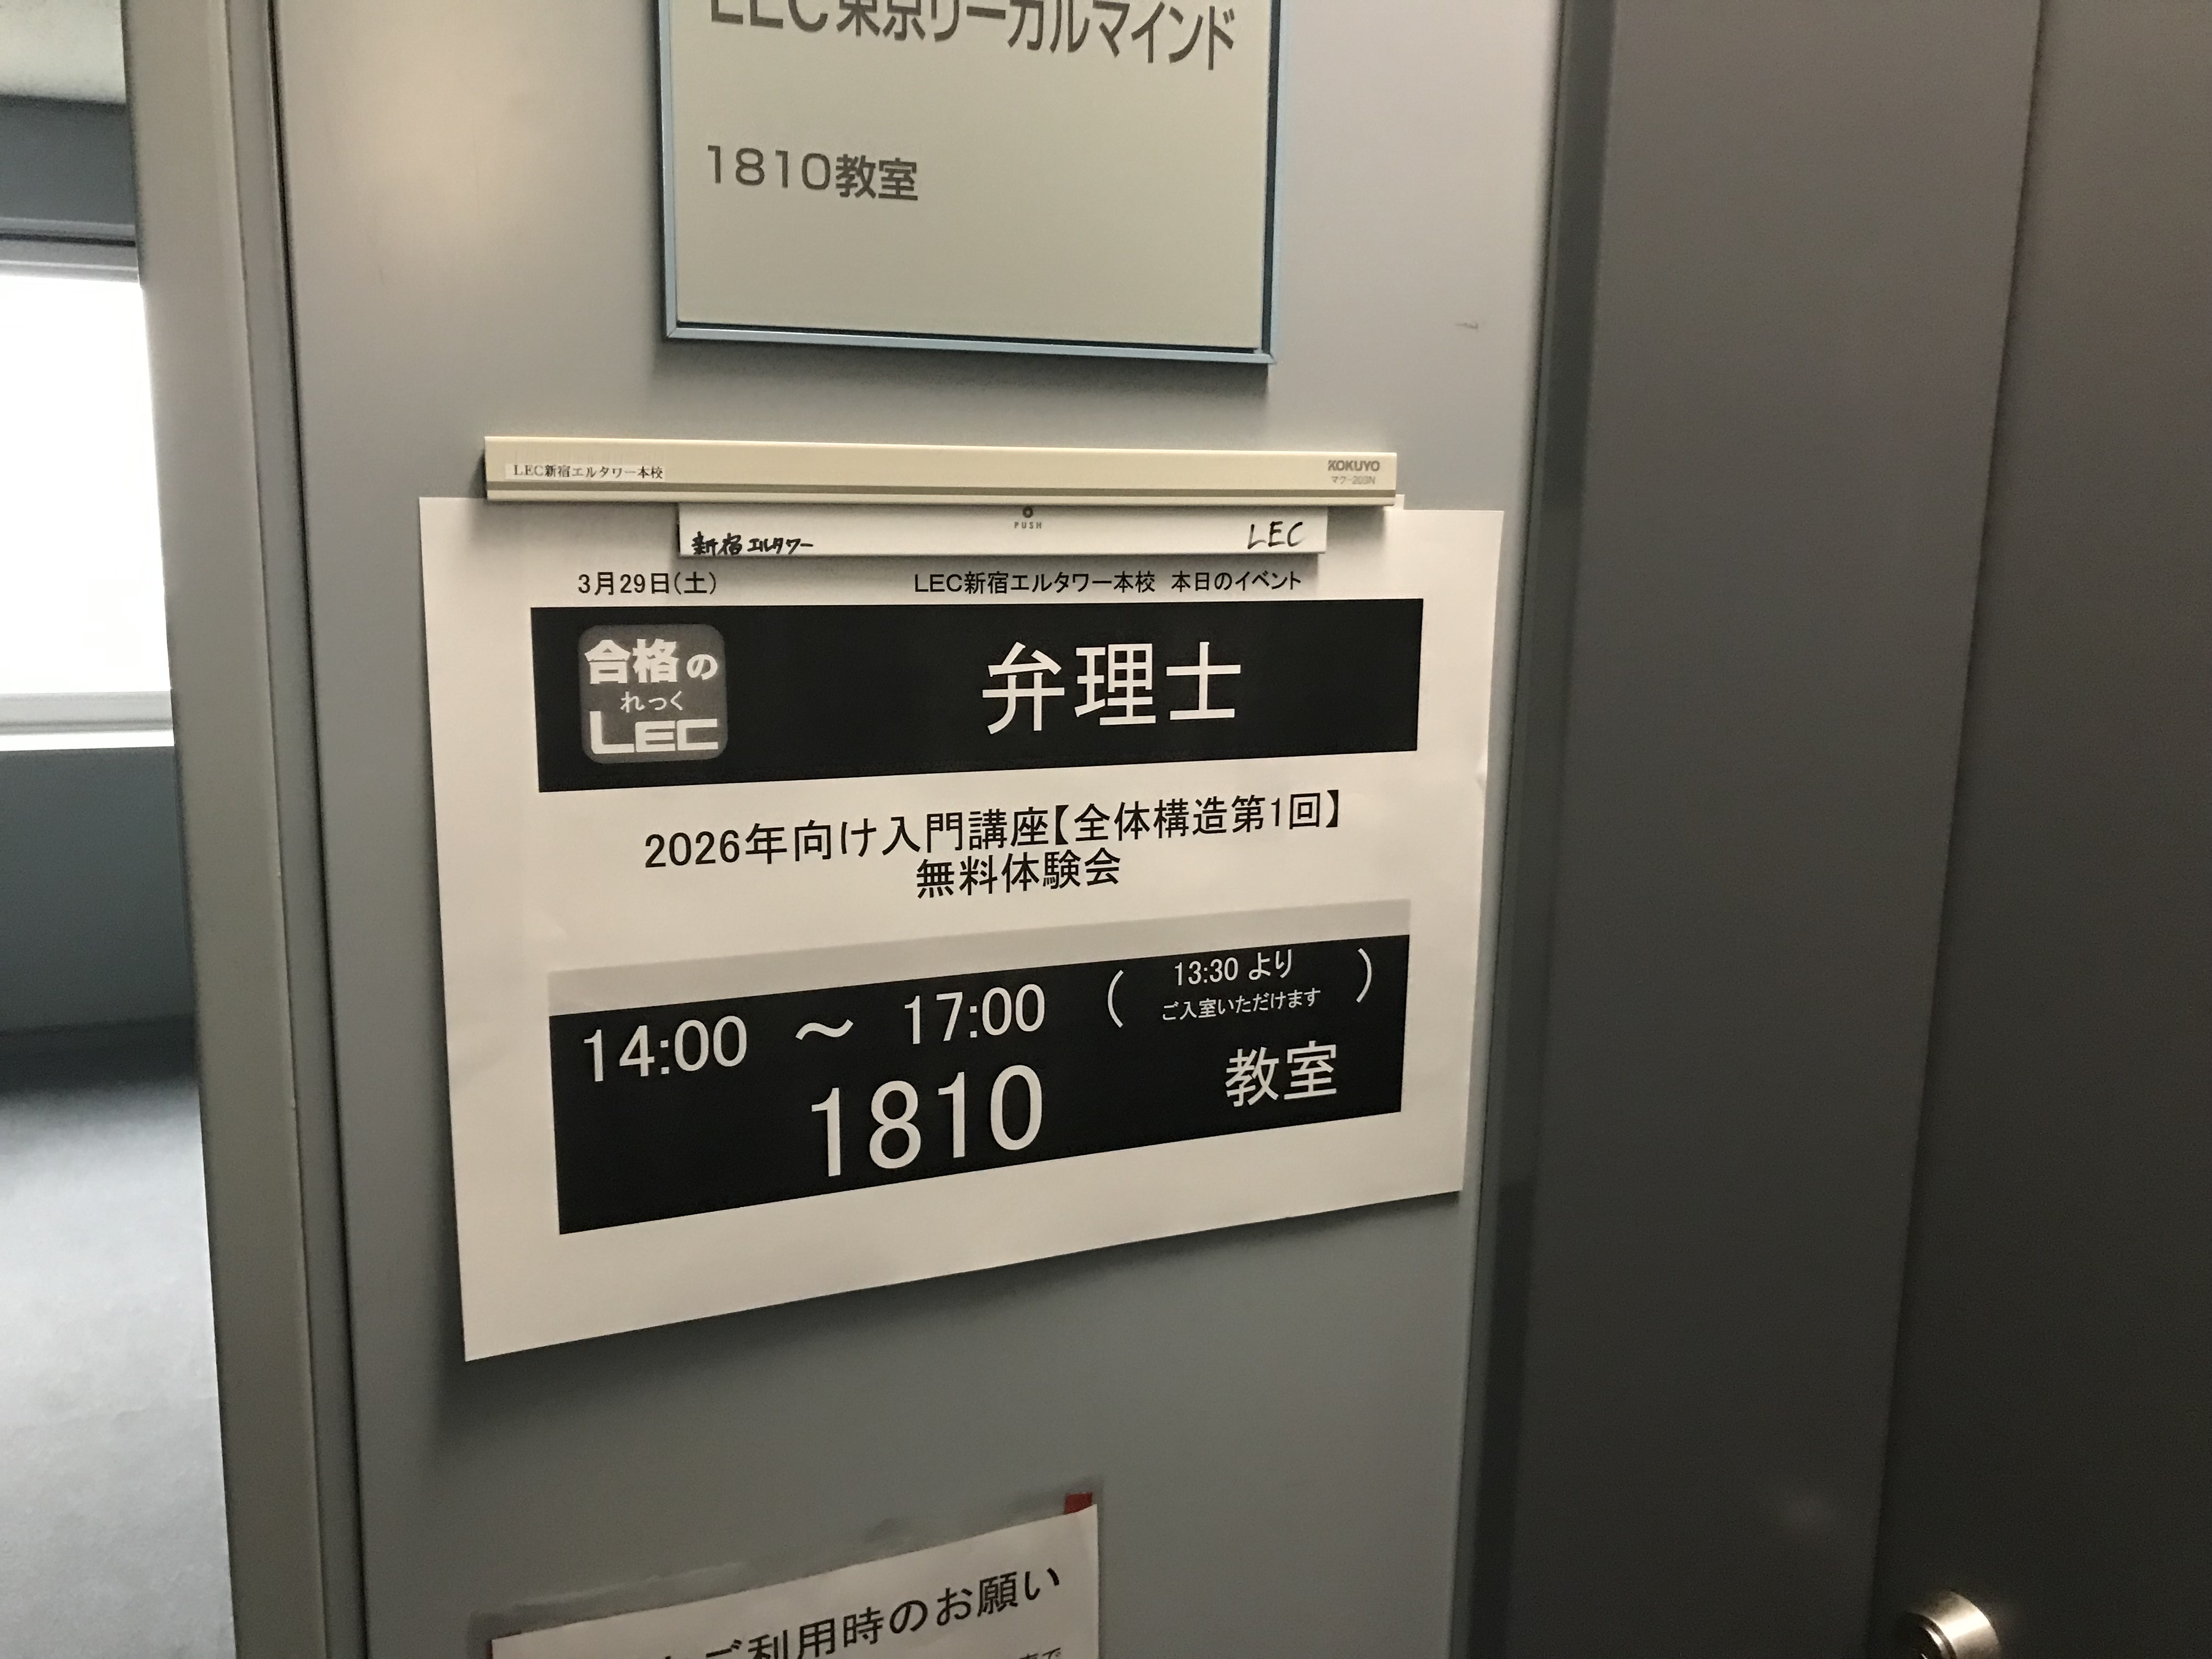 LEC東京リーガルマインド
1810教室
LEC新宿エルタワー本校
KOKUYO
マク-203N
PUSH
新宿エルタワー LEC
3月29日(土) LEC新宿エルタワー本校 本日のイベント
合格の
れっく
LEC
弁理士
2026年向け入門講座【全体構造第1回】
無料体験会
14:00 ～ 17:00 ( 13:30 より
ご入室いただけます )
1810 教室
ご利用時のお願い